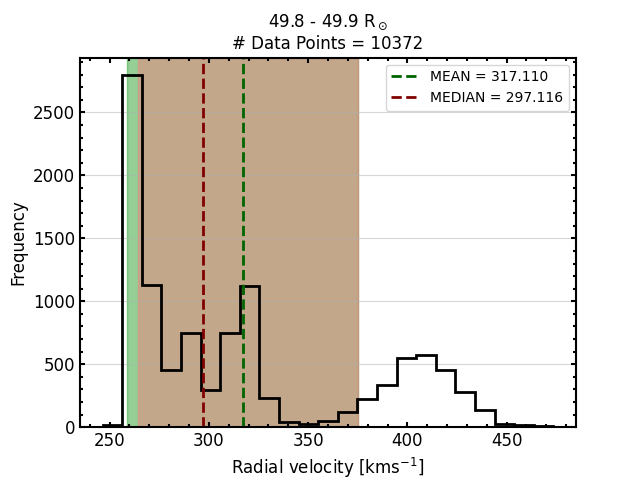 49.8 - 49.9 R⊙
# Data Points = 10372
MEAN = 317.110
MEDIAN = 297.116
Frequency
2500
2000
1500
1000
500
0
250
300
350
400
450
Radial velocity [kms⁻¹]